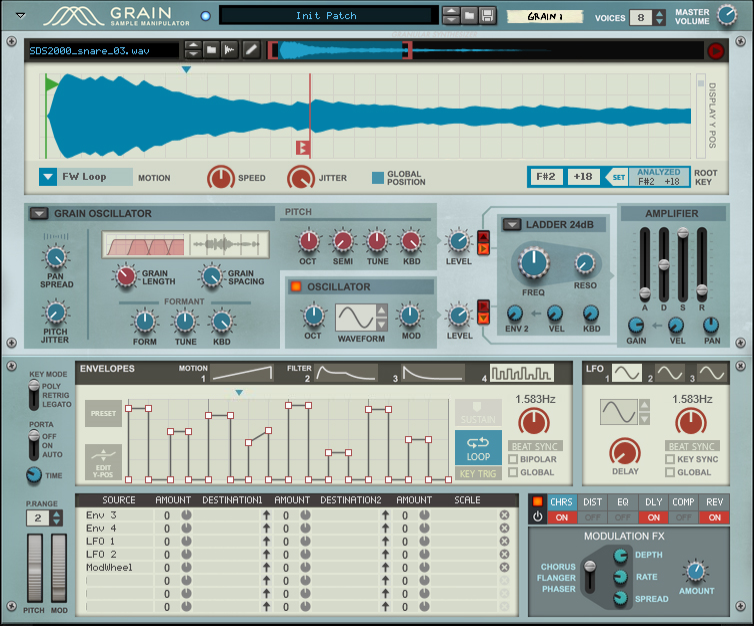 GRAIN
SAMPLE MANIPULATOR
Init Patch
GRAIN 1
VOICES 8
MASTER VOLUME
SDS2000_snare_03.wav
DISPLAY Y POS
FW Loop
MOTION
SPEED
JITTER
GLOBAL POSITION
F#2 +18 SET
ANALYZED
F#2 +18
ROOT KEY
GRAIN OSCILLATOR
PAN SPREAD
PITCH JITTER
GRAIN LENGTH
GRAIN SPACING
FORMANT
FORM TUNE KBD
PITCH
OCT SEMI TUNE KBD
LEVEL
OSCILLATOR
OCT WAVEFORM MOD
LEVEL
LADDER 24dB
FREQ RESO
ENV 2 VEL KBD
AMPLIFIER
A D S R
GAIN VEL PAN
KEY MODE
POLY
RETRIG
LEGATO
PORTA
OFF
ON
AUTO
TIME
P.RANGE
2
PITCH MOD
ENVELOPES
MOTION 1
FILTER 2
3
4
PRESET
EDIT Y-POS
SUSTAIN
LOOP
KEY TRIG
1.583Hz
BEAT SYNC
BIPOLAR
GLOBAL
LFO 1 2 3
1.583Hz
DELAY
BEAT SYNC
KEY SYNC
GLOBAL
SOURCE AMOUNT DESTINATION1 AMOUNT DESTINATION2 AMOUNT SCALE
Env 3 0 0 0
Env 4 0 0 0
LFO 1 0 0 0
LFO 2 0 0 0
ModWheel 0 0 0
0 0 0
0 0 0
0 0 0
CHRS DIST EQ DLY COMP REV
ON OFF OFF ON OFF ON
MODULATION FX
CHORUS
FLANGER
PHASER
DEPTH
RATE
SPREAD
AMOUNT